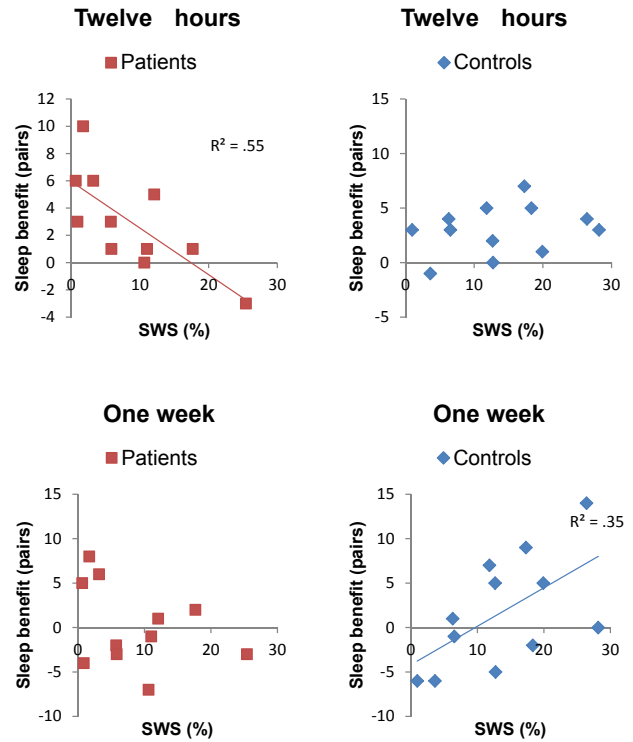 Twelve hours
Patients
Sleep benefit (pairs)
12
10
8
6
4
2
0
-2
-4
0
10
20
30
R² = .55
SWS (%)
Twelve hours
Controls
Sleep benefit (pairs)
15
10
5
0
-5
0
10
20
30
SWS (%)
One week
Patients
Sleep benefit (pairs)
15
10
5
0
-5
-10
0
10
20
30
SWS (%)
One week
Controls
Sleep benefit (pairs)
15
10
5
0
-5
-10
0
10
20
30
R² = .35
SWS (%)